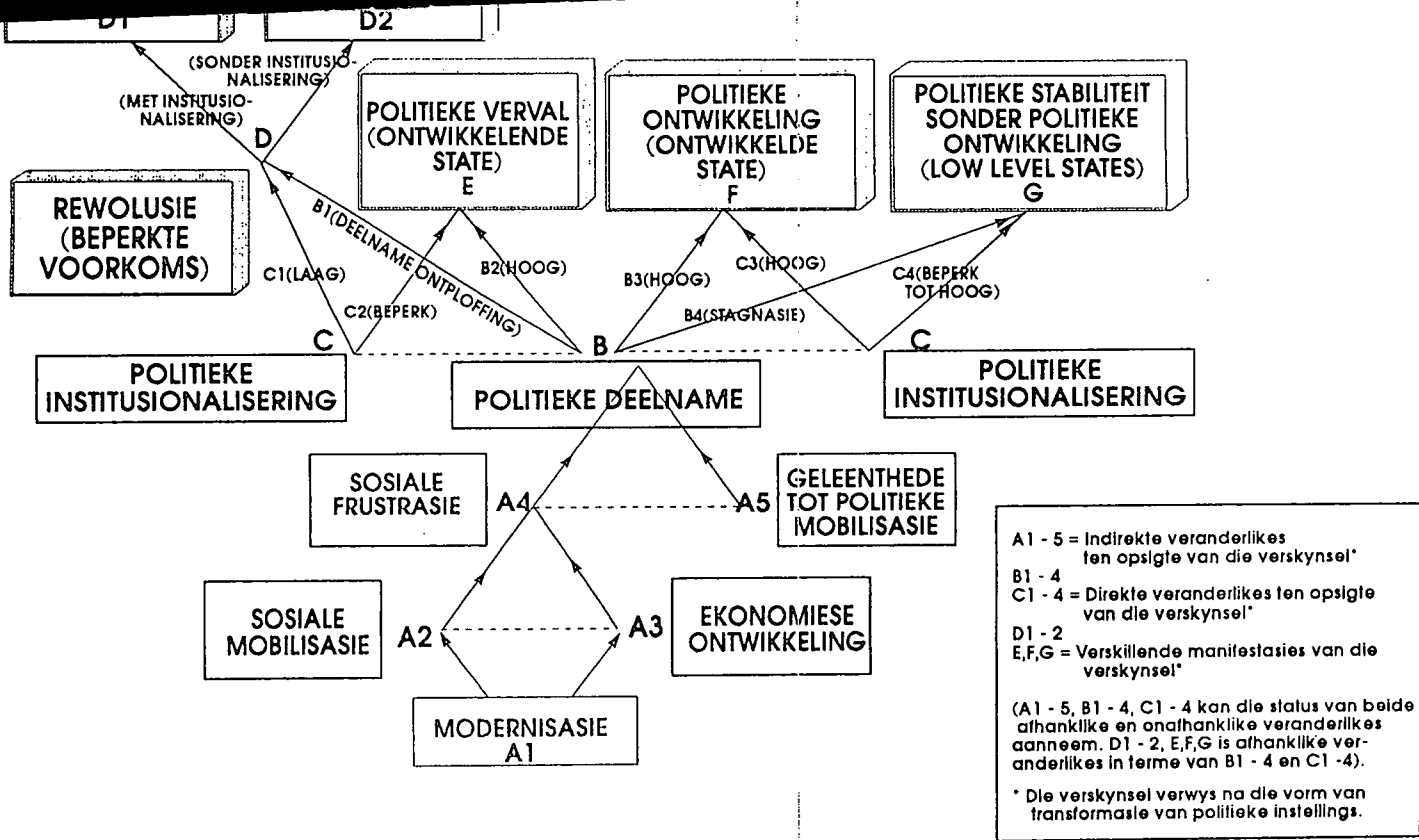 D1
D2
(SONDER INSTITUSIO-
NALISERING)
(MET INSTITUSIO-
NALISERING)
D
REWOLUSIE
(BEPERKTE
VOORKOMS)
POLITIEKE VERVAL
(ONTWIKKELENDE
STATE)
E
POLITIEKE
ONTWIKKELING
(ONTWIKKELDE
STATE)
F
POLITIEKE STABILITEIT
SONDER POLITIEKE
ONTWIKKELING
(LOW LEVEL STATES)
G
C1(LAAG)
C2(BEPERK)
B1(DEELNAME ONTPLOFFING)
B2(HOOG)
B3(HOOG)
C3(HOOG)
B4(STAGNASIE)
C4(BEPERK
TOT HOOG)
C
B
C
POLITIEKE
INSTITUSIONALISERING
POLITIEKE DEELNAME
POLITIEKE
INSTITUSIONALISERING
SOSIALE
FRUSTRASIE
A4
A5
GELEENTHEDE
TOT POLITIEKE
MOBILISASIE
SOSIALE
MOBILISASIE
A2
A3
EKONOMIESE
ONTWIKKELING
MODERNISASIE
A1
A1 - 5 = Indirekte veranderlikes
ten opsigte van die verskynsel*
B1 - 4
C1 - 4 = Direkte veranderlikes ten opsigte
van die verskynsel*
D1 - 2
E,F,G = Verskillende manifestasies van die
verskynsel*
(A1 - 5, B1 - 4, C1 - 4 kan die status van beide
afhanklike en onafhanklike veranderlikes
aanneem. D1 - 2, E,F,G is afhanklike ver-
anderlikes in terme van B1 - 4 en C1 -4).
* Die verskynsel verwys na die vorm van
transformasie van politieke instellings.